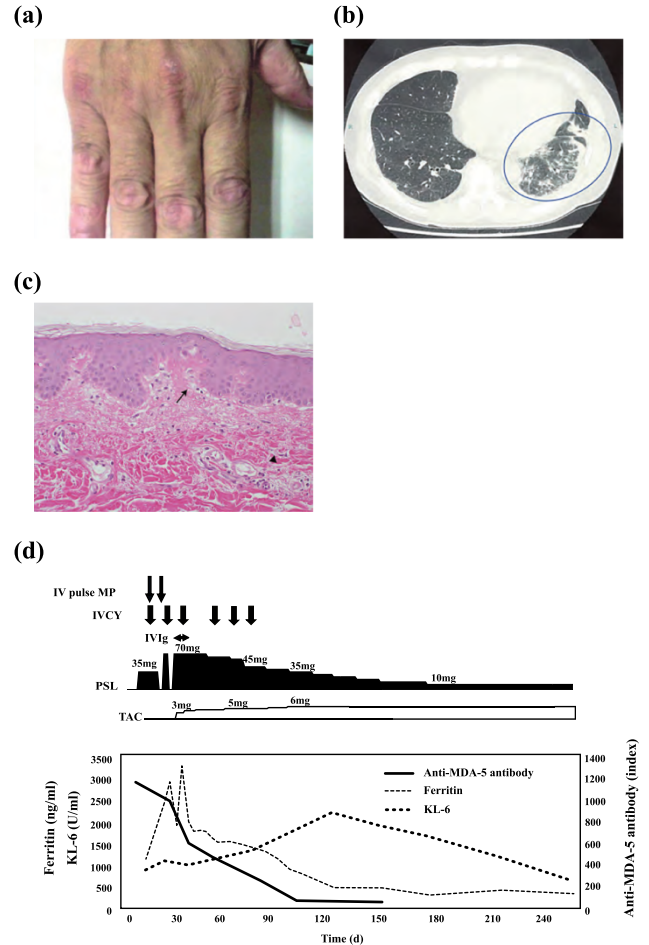 (a)
(b)
(c)
(d)
IV pulse MP
IVCY
IVIg
70mg
35mg
45mg
35mg
10mg
PSL
3mg
5mg
6mg
TAC
3500
3000
2500
2000
1500
1000
500
0
Ferritin (ng/ml)
KL-6 (U/ml)
Anti-MDA-5 antibody
Ferritin
KL-6
1400
1200
1000
800
600
400
200
0
Anti-MDA-5 antibody (index)
0 30 60 90 120 150 180 210 240
Time (d)